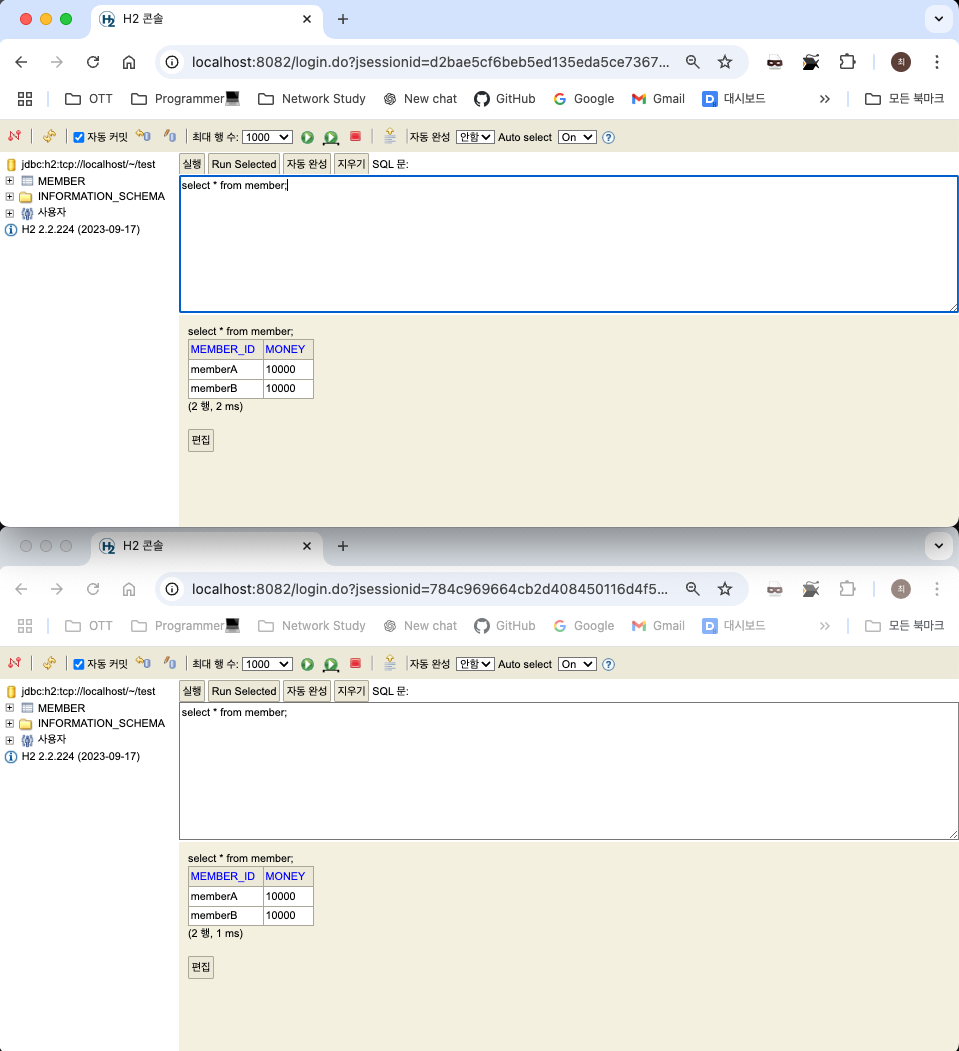 H2 콘솔
localhost:8082/login.do?jsessionid=d2bae5cf6beb5ed135eda5ce7367...
OTT Programmer Network Study New chat GitHub Google Gmail 대시보드 모든 북마크
자동 커밋 최대 행 수: 1000 자동 완성 안함 Auto select On
jdbc:h2:tcp://localhost/~/test
MEMBER
INFORMATION_SCHEMA
사용자
H2 2.2.224 (2023-09-17)
실행 Run Selected 자동 완성 지우기 SQL 문:
select * from member;
select * from member;
MEMBER_ID MONEY
memberA 10000
memberB 10000
(2 행, 2 ms)
편집
H2 콘솔
localhost:8082/login.do?jsessionid=784c969664cb2d408450116d4f5...
OTT Programmer Network Study New chat GitHub Google Gmail 대시보드 모든 북마크
자동 커밋 최대 행 수: 1000 자동 완성 안함 Auto select On
jdbc:h2:tcp://localhost/~/test
MEMBER
INFORMATION_SCHEMA
사용자
H2 2.2.224 (2023-09-17)
실행 Run Selected 자동 완성 지우기 SQL 문:
select * from member;
select * from member;
MEMBER_ID MONEY
memberA 10000
memberB 10000
(2 행, 1 ms)
편집